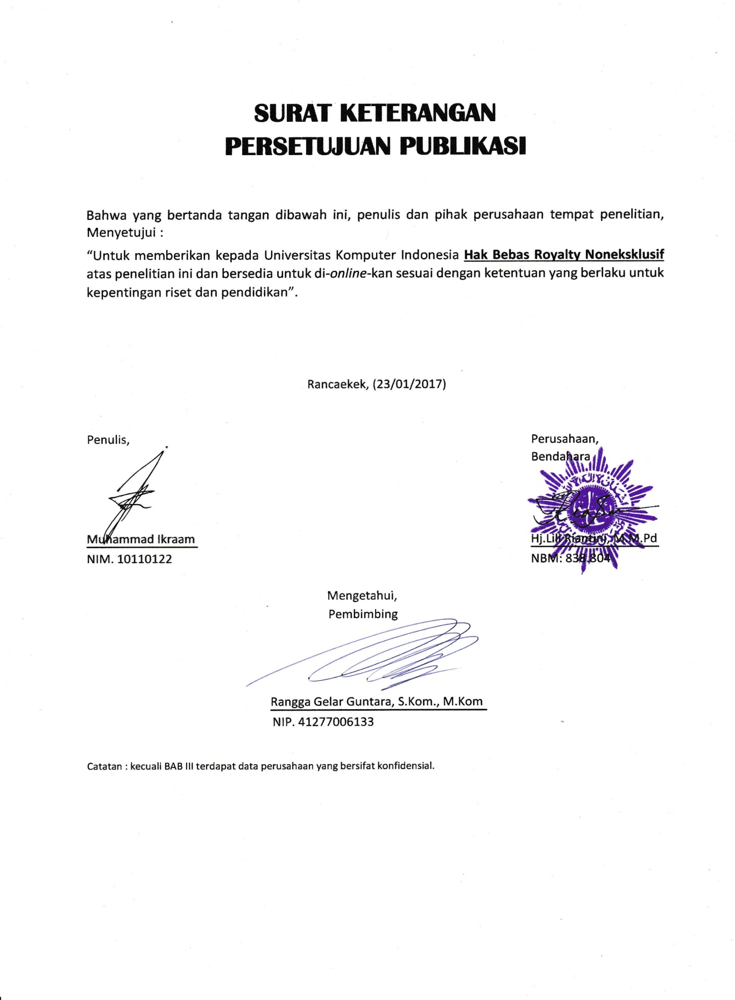 SURAT KETERANGAN
PERSETUJUAN PUBLIKASI
Bahwa yang bertanda tangan dibawah ini, penulis dan pihak perusahaan tempat penelitian,
Menyetujui :
“Untuk memberikan kepada Universitas Komputer Indonesia Hak Bebas Royalty Noneksklusif
atas penelitian ini dan bersedia untuk di-online-kan sesuai dengan ketentuan yang berlaku untuk
kepentingan riset dan pendidikan”.
Rancaekek, (23/01/2017)
Penulis,
Perusahaan,
Bendahara
Muhammad Ikraam
NIM. 10110122
Hj.Lili Riantini, M.M.Pd
NBM: 838.804
Mengetahui,
Pembimbing
Rangga Gelar Guntara, S.Kom., M.Kom
NIP. 41277006133
Catatan : kecuali BAB III terdapat data perusahaan yang bersifat konfidensial.